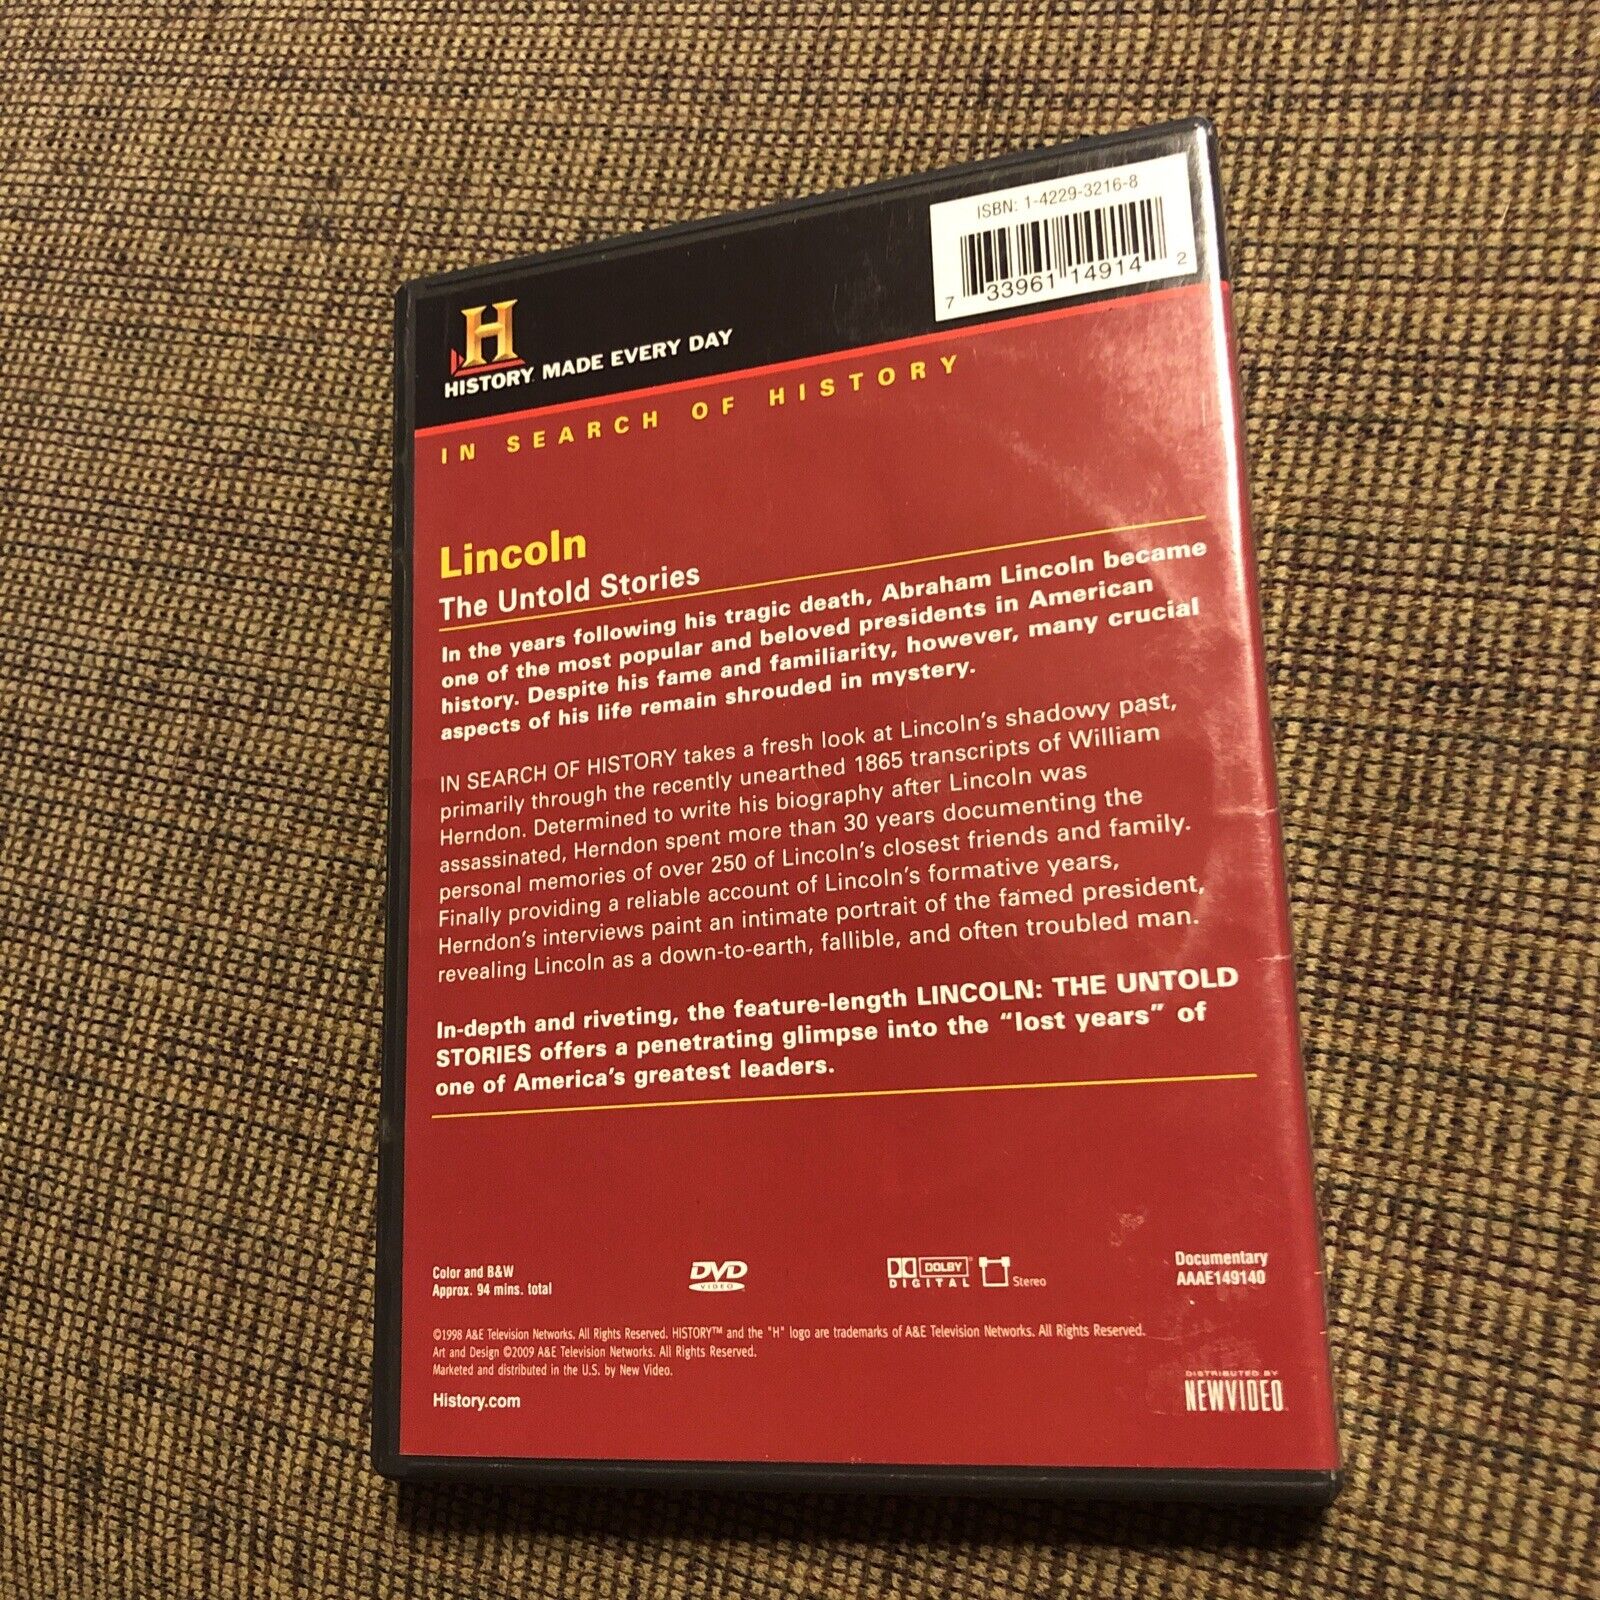 ISBN: 1-4229-3216-8
7 33961 14914 2
H
HISTORY MADE EVERY DAY
IN SEARCH OF HISTORY
Lincoln
The Untold Stories
In the years following his tragic death, Abraham Lincoln became
one of the most popular and beloved presidents in American
history. Despite his fame and familiarity, however, many crucial
aspects of his life remain shrouded in mystery.
IN SEARCH OF HISTORY takes a fresh look at Lincoln's shadowy past,
primarily through the recently unearthed 1865 transcripts of William
Herndon. Determined to write his biography after Lincoln was
assassinated, Herndon spent more than 30 years documenting the
personal memories of over 250 of Lincoln's closest friends and family.
Finally providing a reliable account of Lincoln's formative years,
Herndon's interviews paint an intimate portrait of the famed president,
revealing Lincoln as a down-to-earth, fallible, and often troubled man.
In-depth and riveting, the feature-length LINCOLN: THE UNTOLD
STORIES offers a penetrating glimpse into the "lost years" of
one of America's greatest leaders.
Color and B&W
Approx. 94 mins. total
DVD
VIDEO
DOLBY
DIGITAL
Stereo
Documentary
AAAE149140
©1998 A&E Television Networks. All Rights Reserved. HISTORY™ and the "H" logo are trademarks of A&E Television Networks. All Rights Reserved.
Art and Design ©2009 A&E Television Networks. All Rights Reserved.
Marketed and distributed in the U.S. by New Video.
History.com
DISTRIBUTED BY
NEWVIDEO